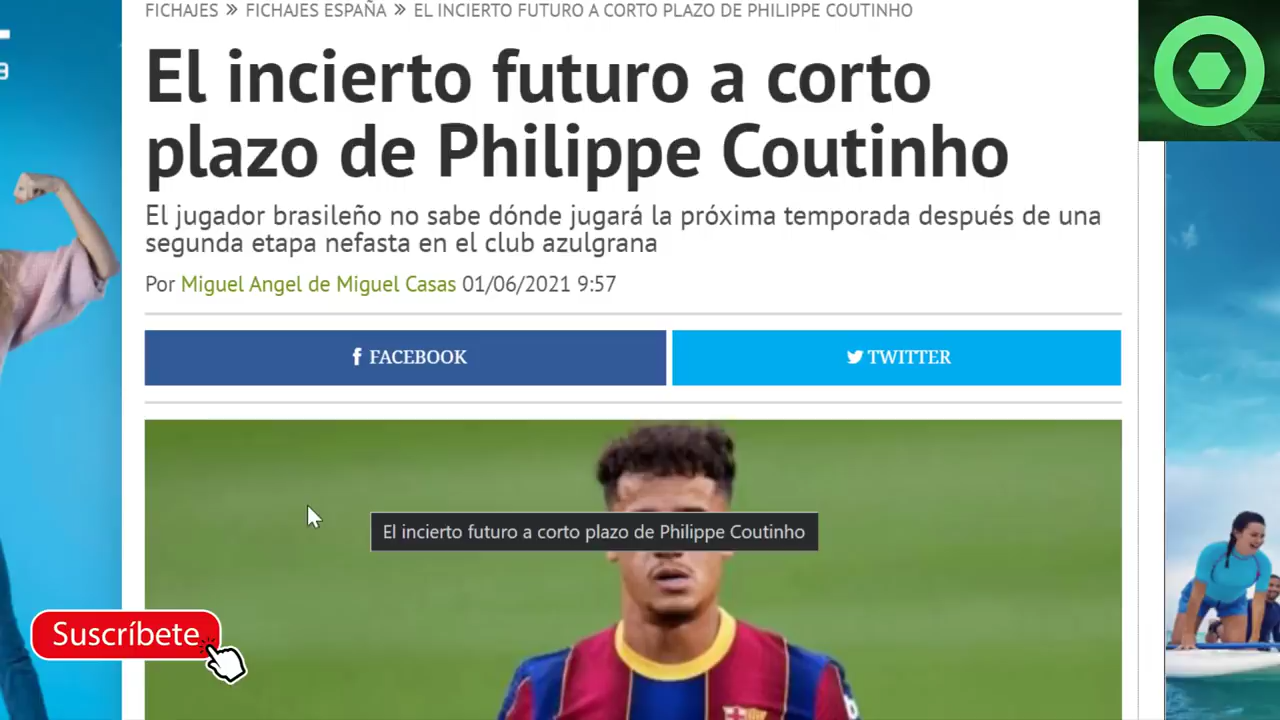 FICHAJES » FICHAJES ESPAÑA » EL INCIERTO FUTURO A CORTO PLAZO DE PHILIPPE COUTINHO
El incierto futuro a corto
plazo de Philippe Coutinho
El jugador brasileño no sabe dónde jugará la próxima temporada después de una
segunda etapa nefasta en el club azulgrana
Por Miguel Angel de Miguel Casas 01/06/2021 9:57
FACEBOOK
TWITTER
El incierto futuro a corto plazo de Philippe Coutinho
Suscríbete